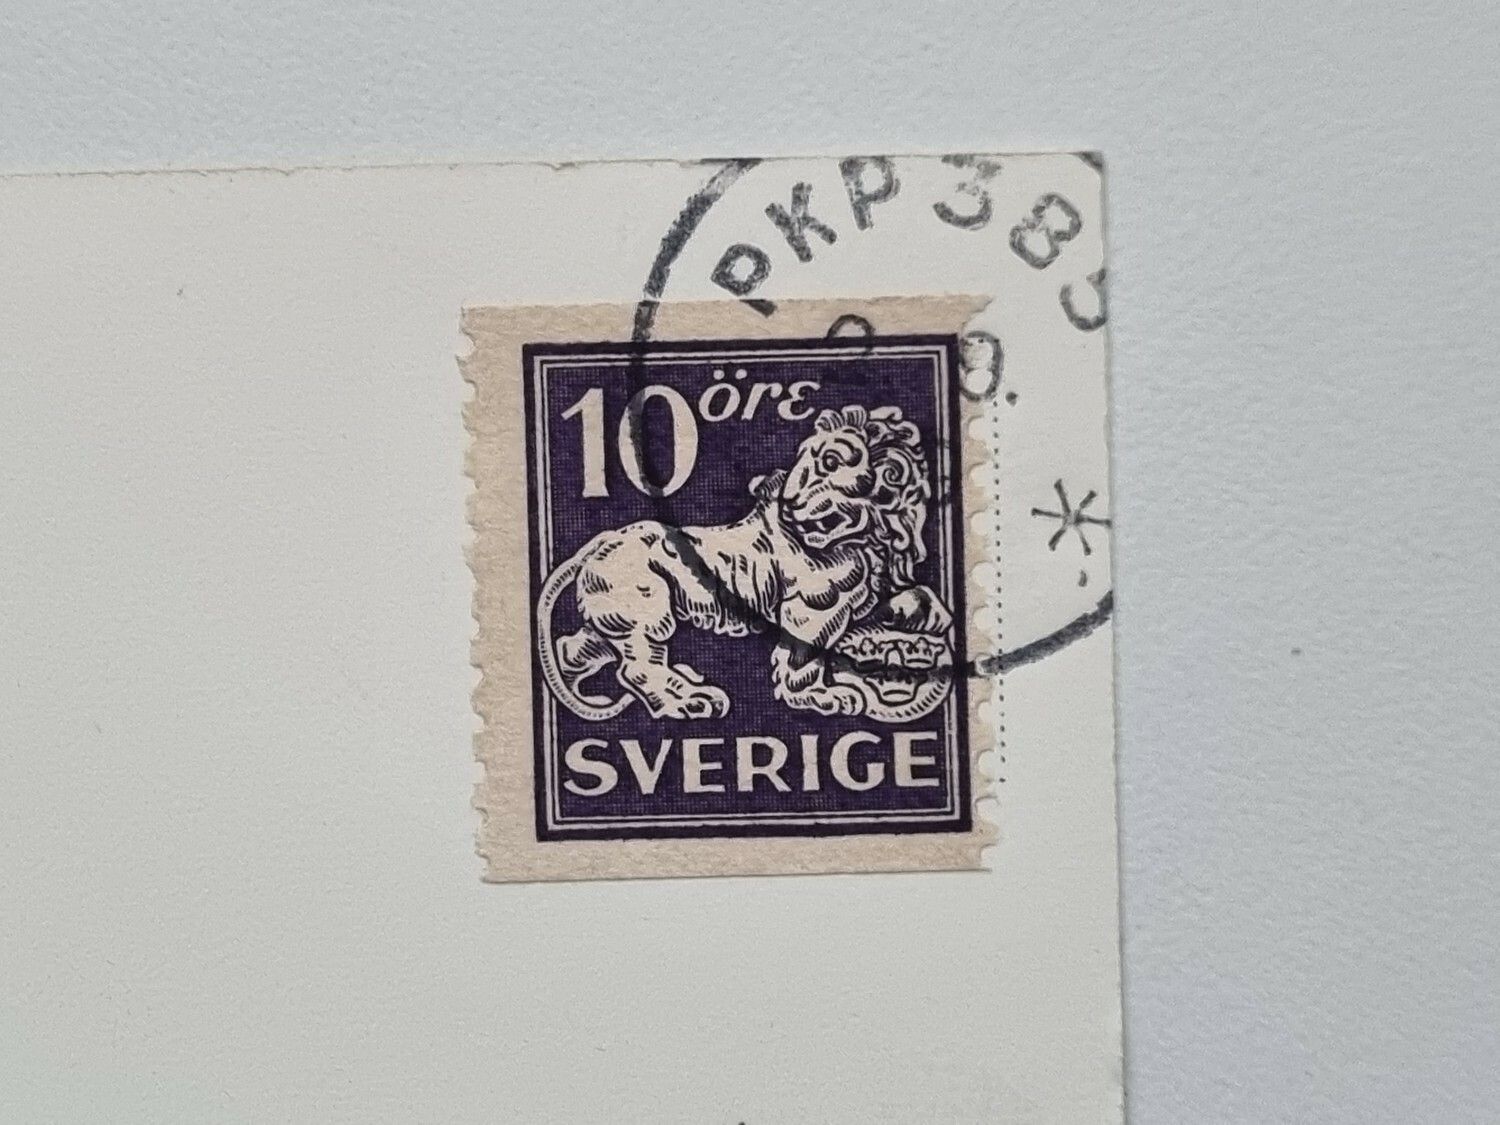 PKP 38
10 öre
SVERIGE